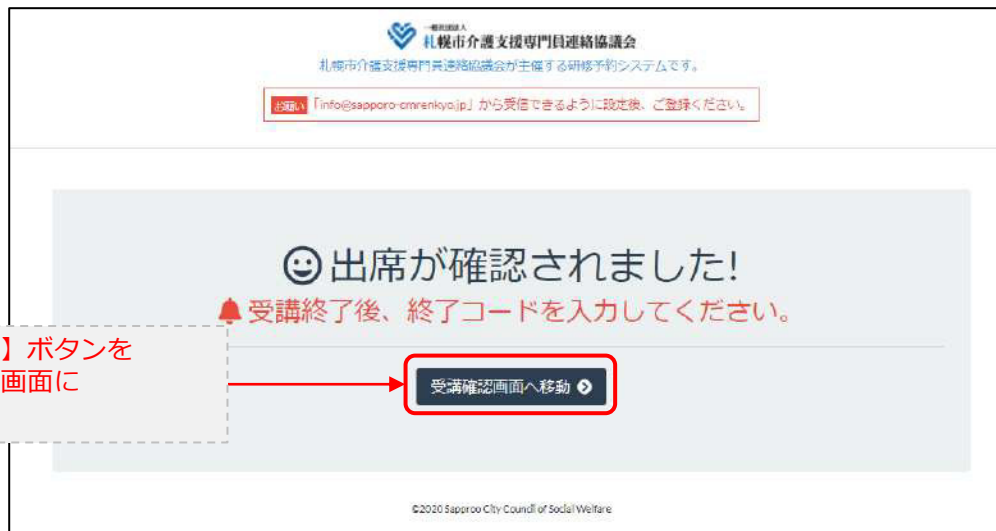 一般社団法人
札幌市介護支援専門員連絡協議会
札幌市介護支援専門員連絡協議会が主催する研修予約システムです。
お願い 「info@sapporo-cmrenkyo.jp」から受信できるように設定後、ご登録ください。
出席が確認されました!
受講終了後、終了コードを入力してください。
】ボタンを
画面に
受講確認画面へ移動
©2020 Sapproo City Council of Social Welfare